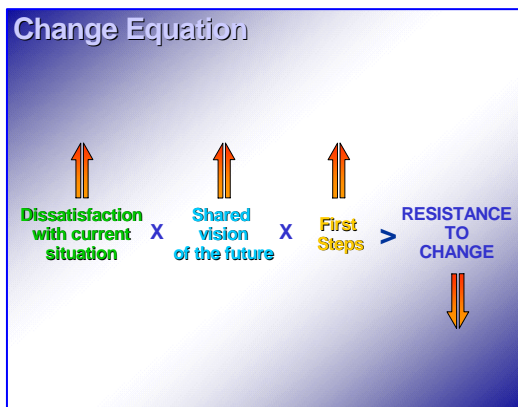 Change Equation
Dissatisfaction
with current
situation
X
Shared
vision
of the future
X
First
Steps
>
RESISTANCE
TO
CHANGE